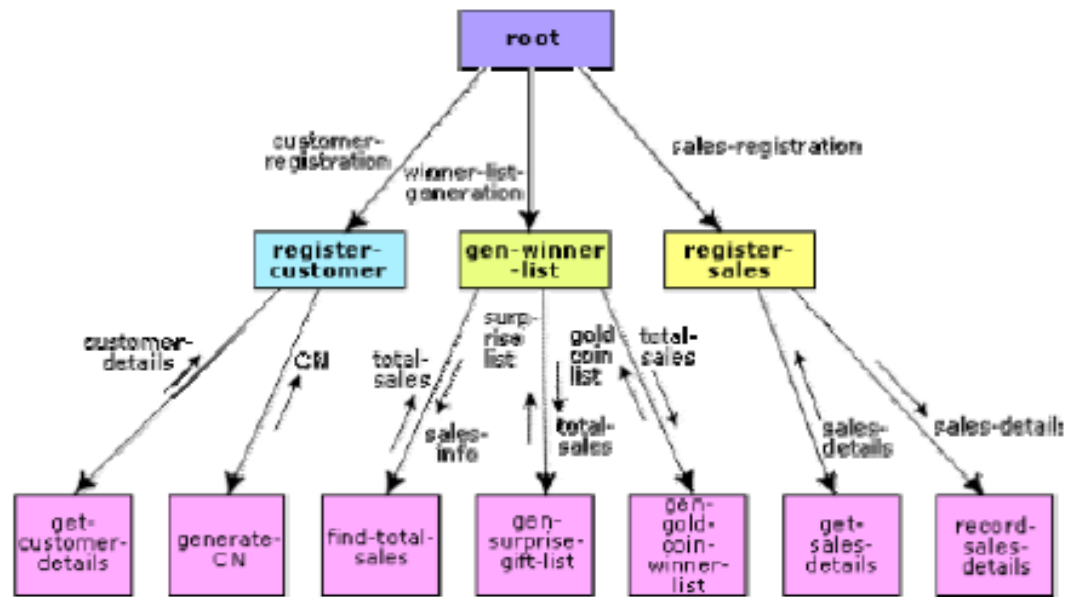 root
customer-
registration
winner-list-
generation
sales-registration
register-
customer
gen-winner
-list
register-
sales
customer-
details
CN
total-
sales
sales-
info
surp-
rise
list
total-
sales
gold
coin
list
total-
sales
sales-
details
sales-details
get-
customer-
details
generate-
CN
find-total-
sales
gen-
surprise-
gift-list
gen-
gold-
coin-
winner-
list
get-
sales-
details
record-
sales-
details